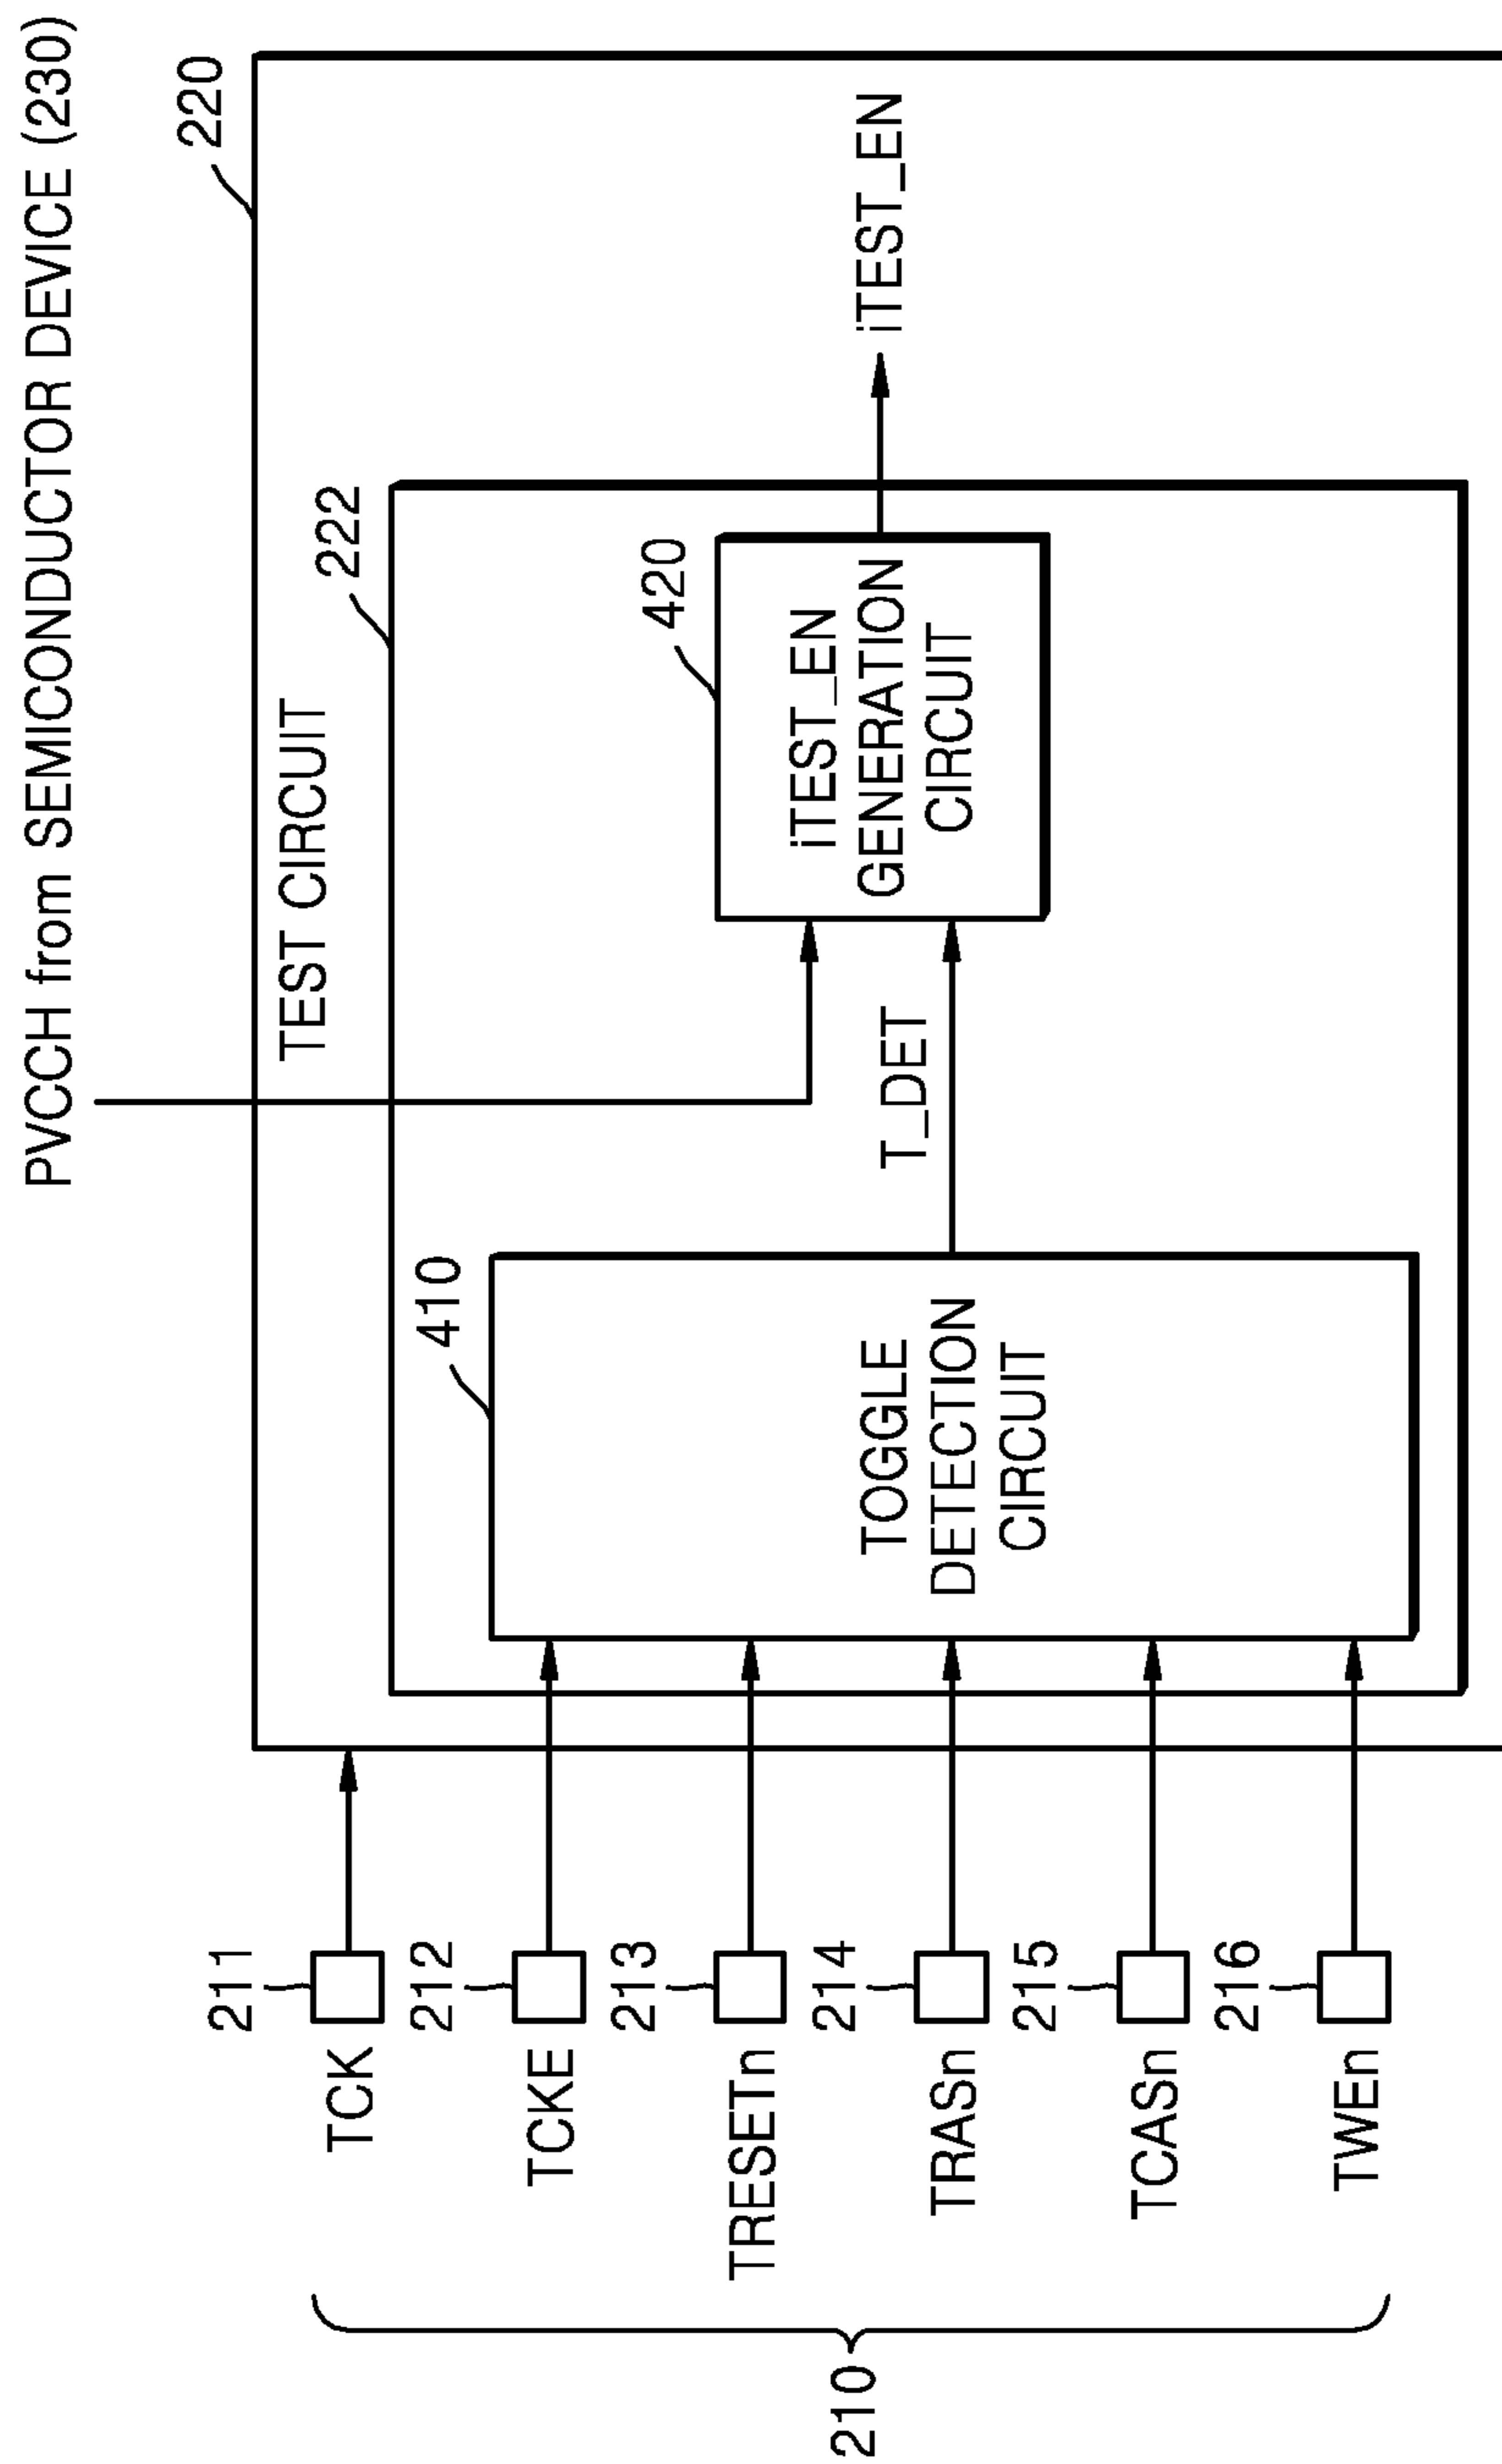 PVCCH from SEMICONDUCTOR DEVICE (230)
220
TEST CIRCUIT
222
410
420
TOGGLE
DETECTION
CIRCUIT
T_DET
iTEST_EN
GENERATION
CIRCUIT
iTEST_EN
211
TCK
212
TCKE
213
TRESETn
214
TRASn
215
TCASn
216
TWEn
210